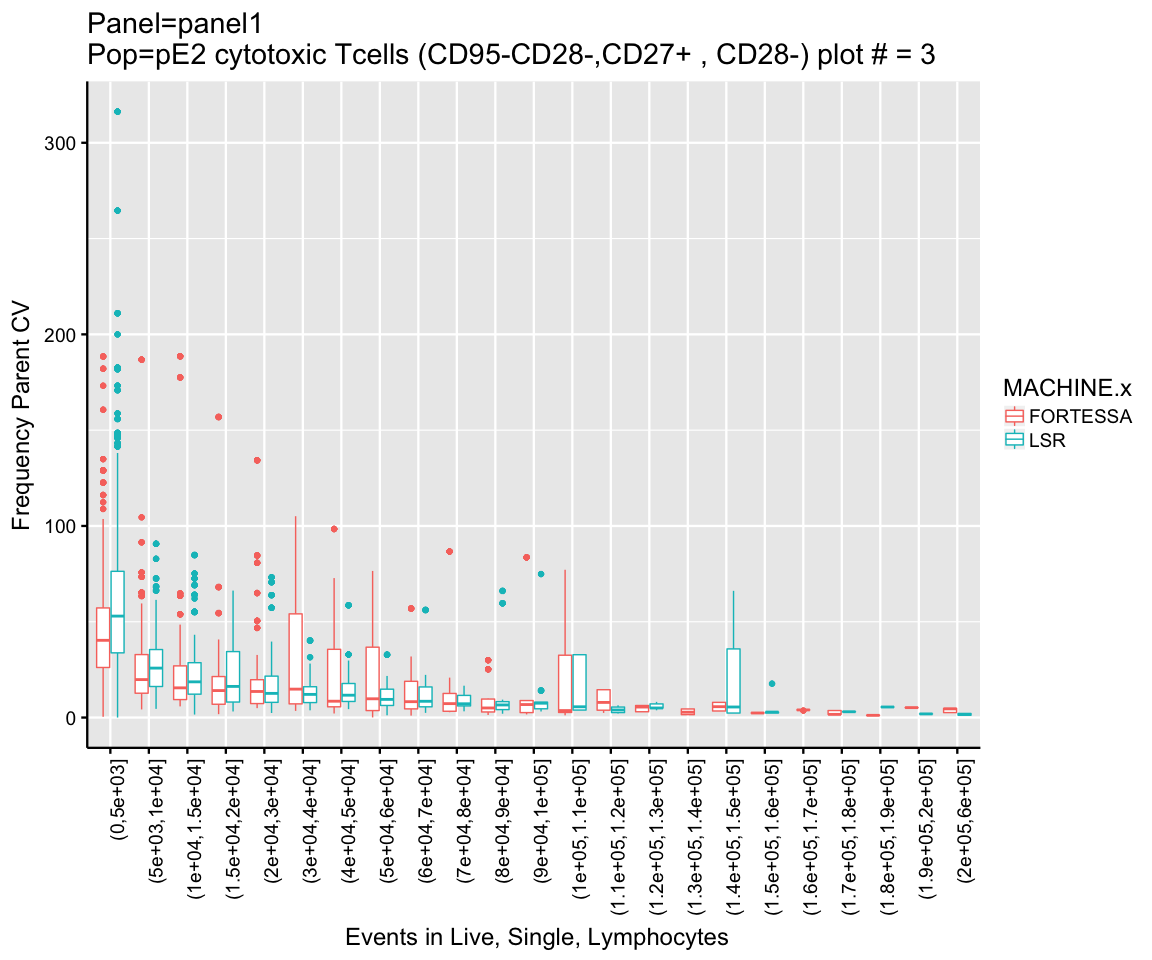 Panel=panel1
Pop=pE2 cytotoxic Tcells (CD95-CD28-,CD27+ , CD28-) plot # = 3
Frequency Parent CV
300
200
100
0
(0,5e+03]
(5e+03,1e+04]
(1e+04,1.5e+04]
(1.5e+04,2e+04]
(2e+04,3e+04]
(3e+04,4e+04]
(4e+04,5e+04]
(5e+04,6e+04]
(6e+04,7e+04]
(7e+04,8e+04]
(8e+04,9e+04]
(9e+04,1e+05]
(1e+05,1.1e+05]
(1.1e+05,1.2e+05]
(1.2e+05,1.3e+05]
(1.3e+05,1.4e+05]
(1.4e+05,1.5e+05]
(1.5e+05,1.6e+05]
(1.6e+05,1.7e+05]
(1.7e+05,1.8e+05]
(1.8e+05,1.9e+05]
(1.9e+05,2e+05]
(2e+05,6e+05]
Events in Live, Single, Lymphocytes
MACHINE.x
FORTESSA
LSR